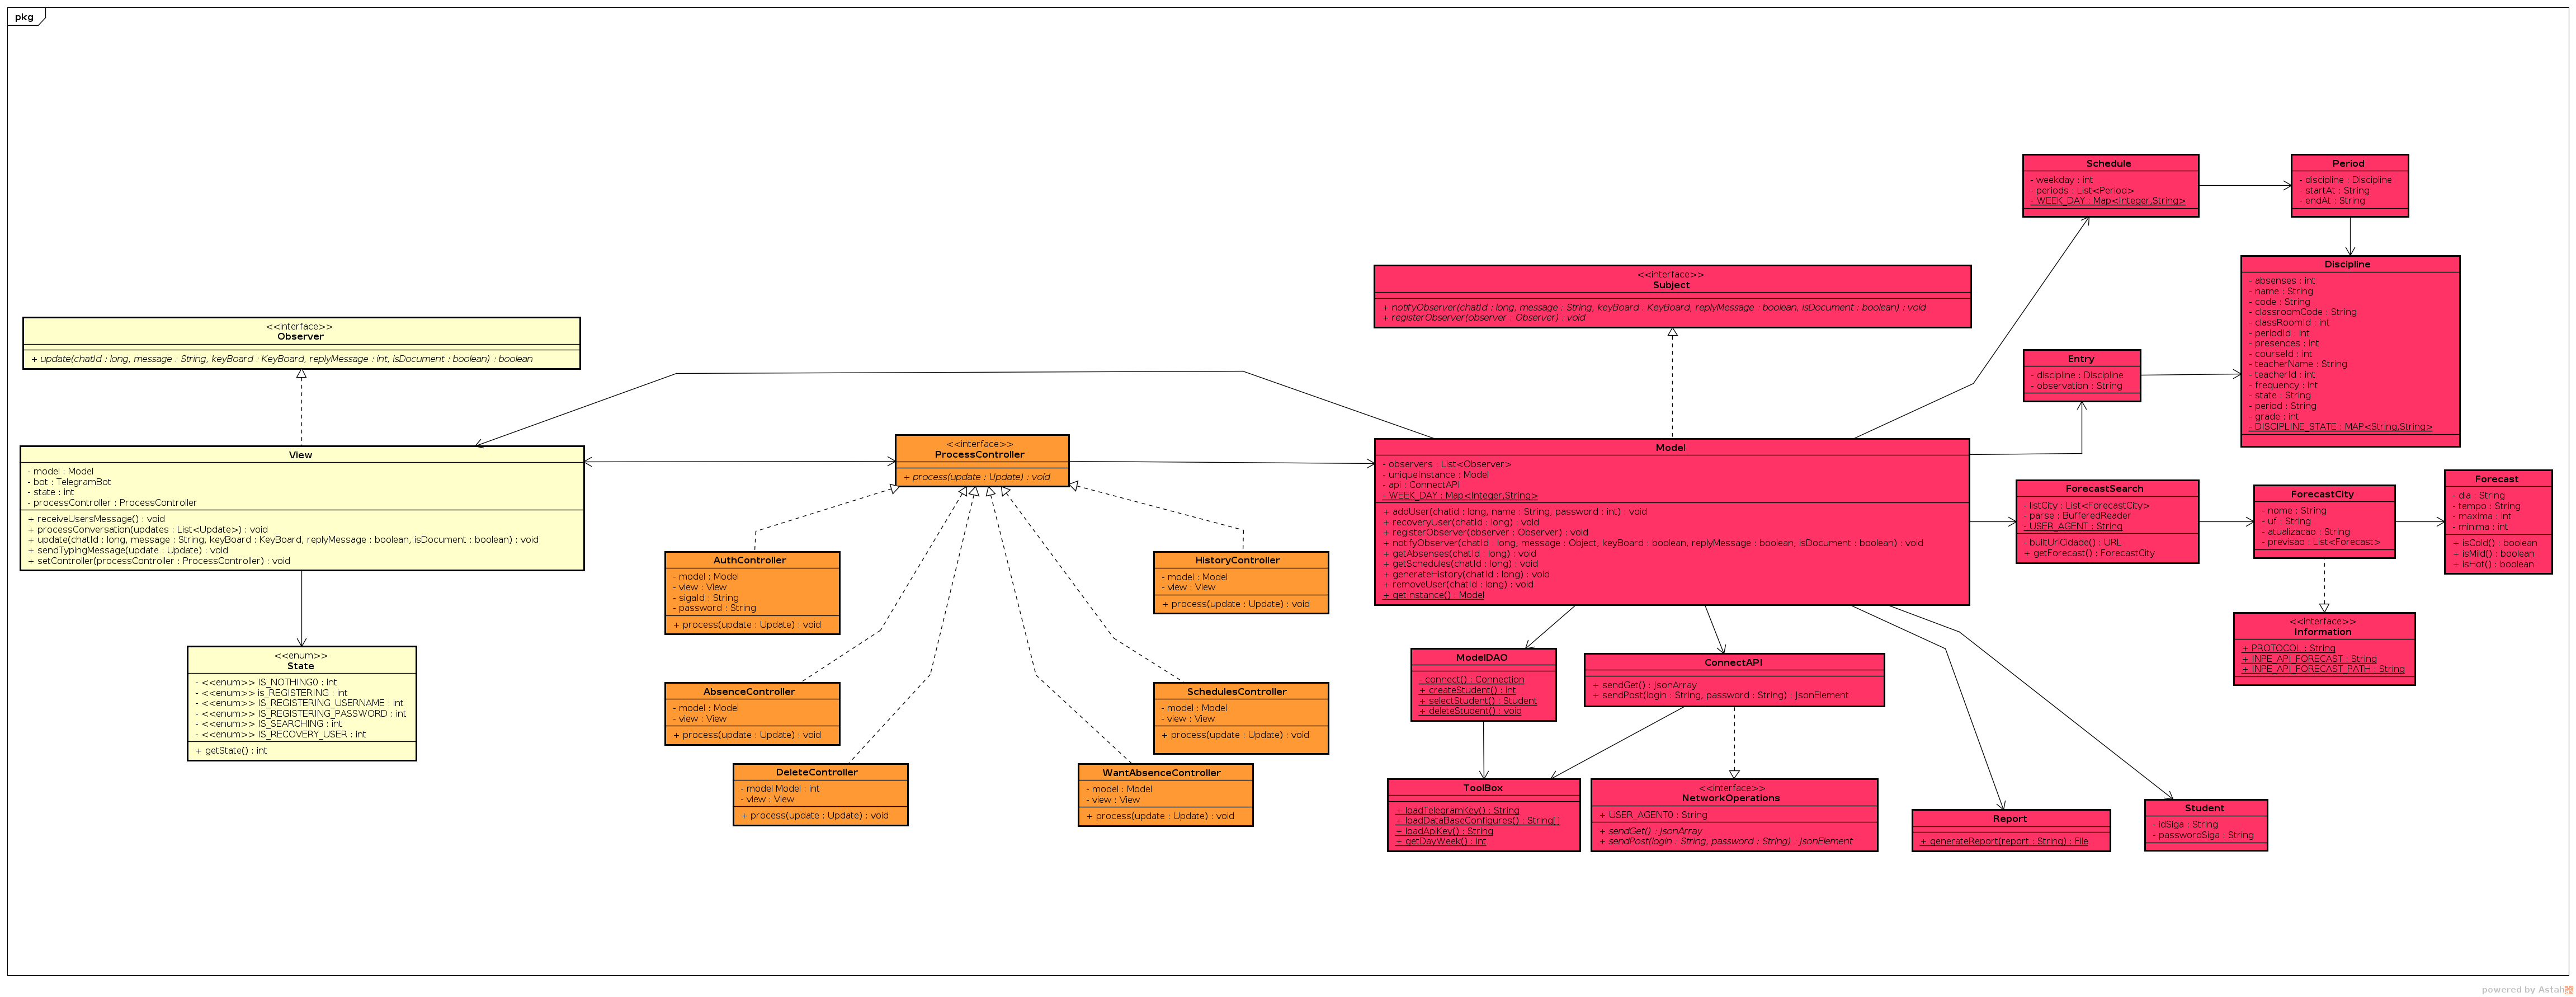 pkg
<<interface>>
Observer
+ update(chatId : long, message : String, keyBoard : KeyBoard, replyMessage : int, isDocument : boolean) : boolean
View
- model : Model
- bot : TelegramBot
- state : int
- processController : ProcessController
+ receiveUsersMessage() : void
+ processConversation(updates : List<Update>) : void
+ update(chatId : long, message : String, keyBoard : KeyBoard, replyMessage : boolean, isDocument : boolean) : void
+ sendTypingMessage(update : Update) : void
+ setController(processController : ProcessController) : void
<<enum>>
State
- <<enum>> IS_NOTHING0 : int
- <<enum>> is_REGISTERING : int
- <<enum>> IS_REGISTERING_USERNAME : int
- <<enum>> IS_REGISTERING_PASSWORD : int
- <<enum>> IS_SEARCHING : int
- <<enum>> IS_RECOVERY_USER : int
+ getState() : int
<<interface>>
ProcessController
+ process(update : Update) : void
AuthController
- model : Model
- view : View
- sigaId : String
- password : String
+ process(update : Update) : void
HistoryController
- model : Model
- view : View
+ process(update : Update) : void
AbsenceController
- model : Model
- view : View
+ process(update : Update) : void
SchedulesController
- model : Model
- view : View
+ process(update : Update) : void
DeleteController
- model Model : int
- view : View
+ process(update : Update) : void
WantAbsenceController
- model : Model
- view : View
+ process(update : Update) : void
<<interface>>
Subject
+ notifyObserver(chatId : long, message : String, keyBoard : KeyBoard, replyMessage : boolean, isDocument : boolean) : void
+ registerObserver(observer : Observer) : void
Model
- observers : List<Observer>
- uniqueInstance : Model
- api : ConnectAPI
- WEEK_DAY : Map<Integer,String>
+ addUser(chatId : long, name : String, password : int) : void
+ recoveryUser(chatId : long) : void
+ registerObserver(observer : Observer) : void
+ notifyObserver(chatId : long, message : Object, keyBoard : boolean, replyMessage : boolean, isDocument : boolean) : void
+ getAbsenses(chatId : long) : void
+ getSchedules(chatId : long) : void
+ generateHistory(chatId : long) : void
+ removeUser(chatId : long) : void
+ getInstance() : Model
ModelDAO
- connect() : Connection
+ createStudent() : int
+ selectStudent() : Student
+ deleteStudent() : void
ConnectAPI
+ sendGet() : JsonArray
+ sendPost(login : String, password : String) : JsonElement
ToolBox
+ loadTelegramKey() : String
+ loadDataBaseConfigures() : String[]
+ loadApiKey() : String
+ getDayWeek() : int
<<interface>>
NetworkOperations
+ USER_AGENT0 : String
+ sendGet() : JsonArray
+ sendPost(login : String, password : String) : JsonElement
Report
+ generateReport(report : String) : File
Student
- idSiga : String
- passwordSiga : String
Schedule
- weekday : int
- periods : List<Period>
- WEEK_DAY : Map<Integer,String>
Period
- discipline : Discipline
- startAt : String
- endAt : String
Discipline
- absenses : int
- name : String
- code : String
- classroomCode : String
- classRoomId : int
- periodId : int
- presences : int
- courseId : int
- teacherName : String
- teacherId : int
- frequency : int
- state : String
- period : String
- grade : int
- DISCIPLINE_STATE : MAP<String,String>
Entry
- discipline : Discipline
- observation : String
ForecastSearch
- listCity : List<ForecastCity>
- parse : BufferedReader
- USER_AGENT : String
- builtUrlCidade() : URL
+ getForecast() : ForecastCity
ForecastCity
- nome : String
- uf : String
- atualizacao : String
- previsao : List<Forecast>
Forecast
- dia : String
- tempo : String
- maxima : int
- minima : int
+ isCold() : boolean
+ isMild() : boolean
+ isHot() : boolean
<<interface>>
Information
+ PROTOCOL : String
+ INPE_API_FORECAST : String
+ INPE_API_FORECAST_PATH : String
powered by Astah